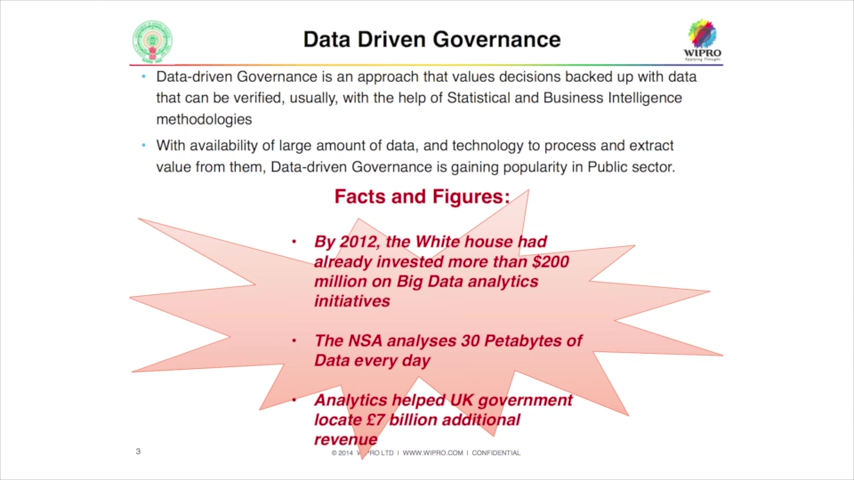 Data Driven Governance
WIPRO
Applying Thought
• Data-driven Governance is an approach that values decisions backed up with data
that can be verified, usually, with the help of Statistical and Business Intelligence
methodologies
• With availability of large amount of data, and technology to process and extract
value from them, Data-driven Governance is gaining popularity in Public sector.
Facts and Figures:
• By 2012, the White house had
already invested more than $200
million on Big Data analytics
initiatives
• The NSA analyses 30 Petabytes of
Data every day
• Analytics helped UK government
locate £7 billion additional
revenue
3
© 2014 WIPRO LTD | WWW.WIPRO.COM | CONFIDENTIAL